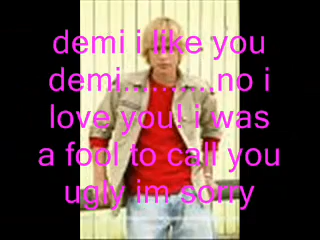 demi i like you
demi..........no i
love you! i was
a fool to call you
ugly im sorry